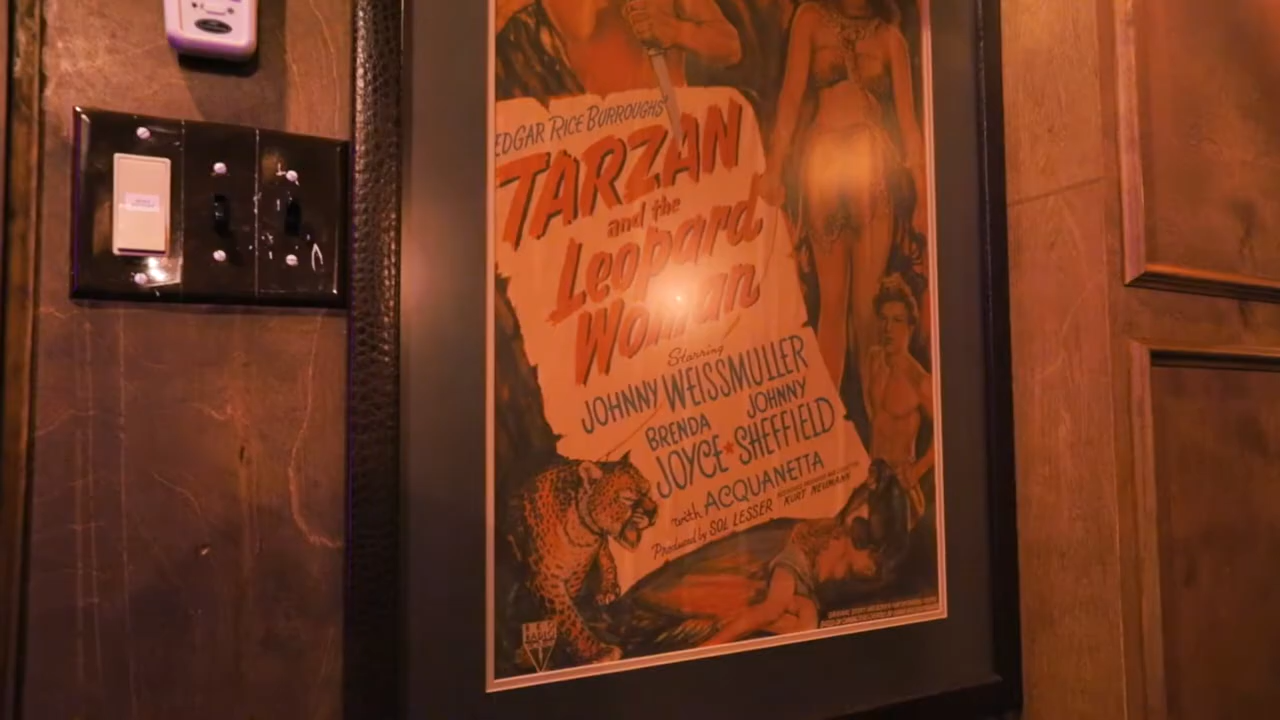 EDGAR RICE BURROUGHS'
TARZAN
and the
Leopard
Woman
Starring
JOHNNY WEISSMULLER
BRENDA JOHNNY
JOYCE * SHEFFIELD
with ACQUANETTA
KURT NEUMANN
Produced by SOL LESSER
RADIO